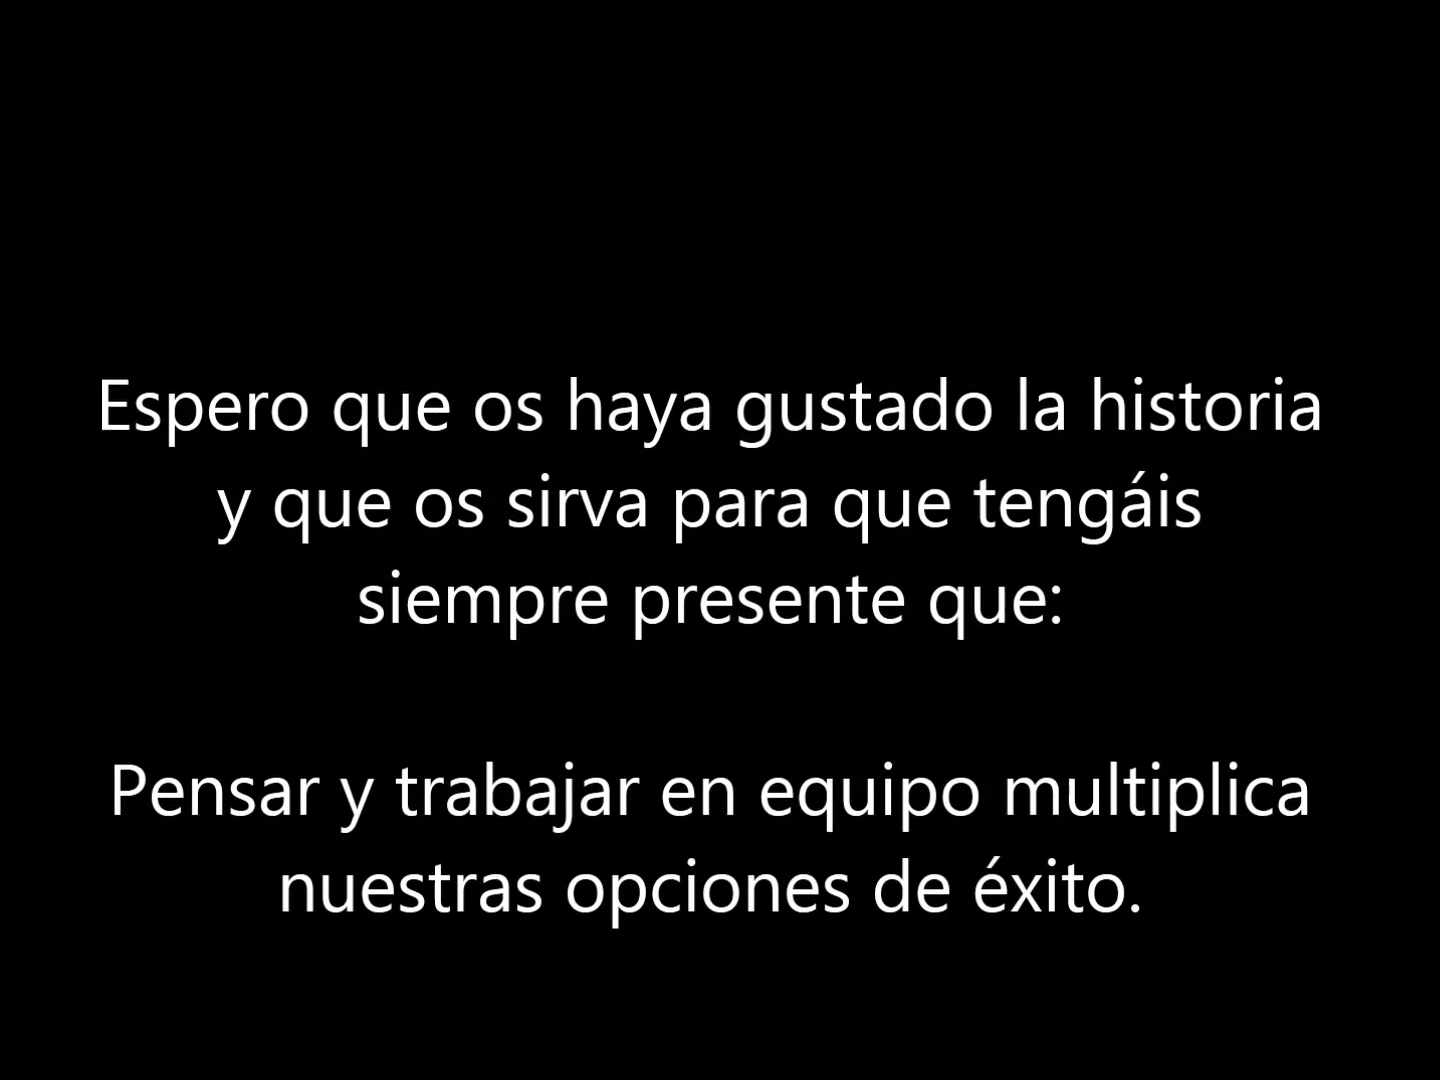 Espero que os haya gustado la historia
y que os sirva para que tengáis
siempre presente que:
Pensar y trabajar en equipo multiplica
nuestras opciones de éxito.